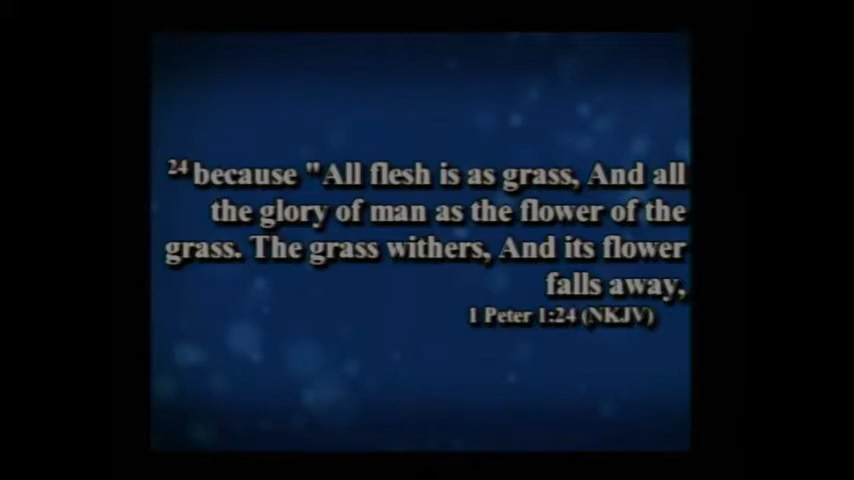 24 because "All flesh is as grass, And all
the glory of man as the flower of the
grass. The grass withers, And its flower
falls away,
1 Peter 1:24 (NKJV)